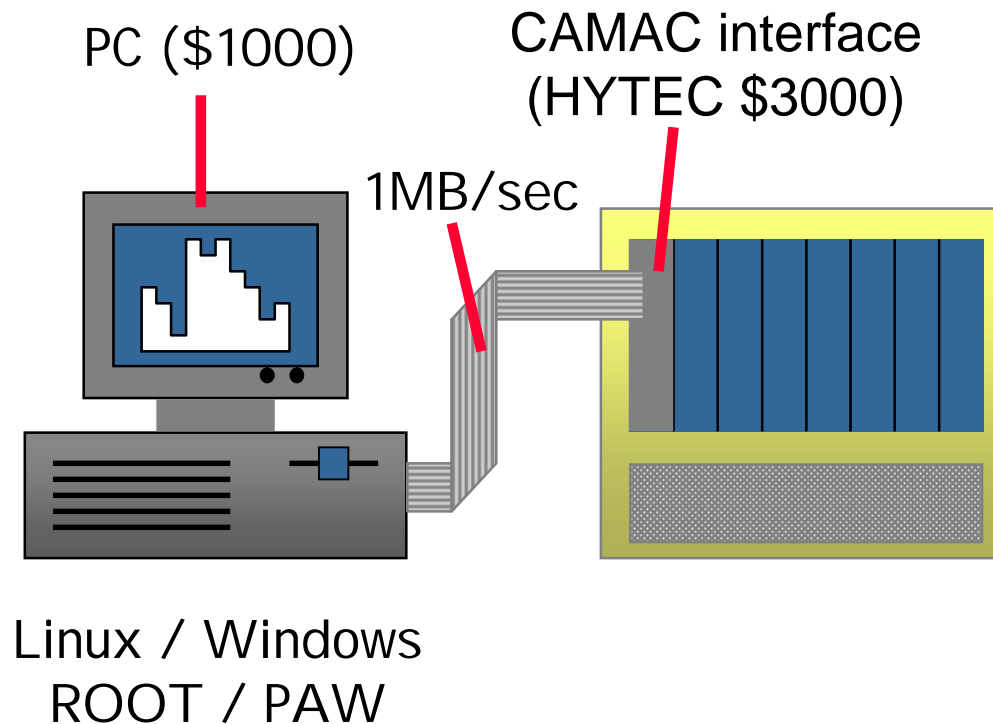 PC ($1000)
CAMAC interface
(HYTEC $3000)
1MB/sec
Linux / Windows
ROOT / PAW